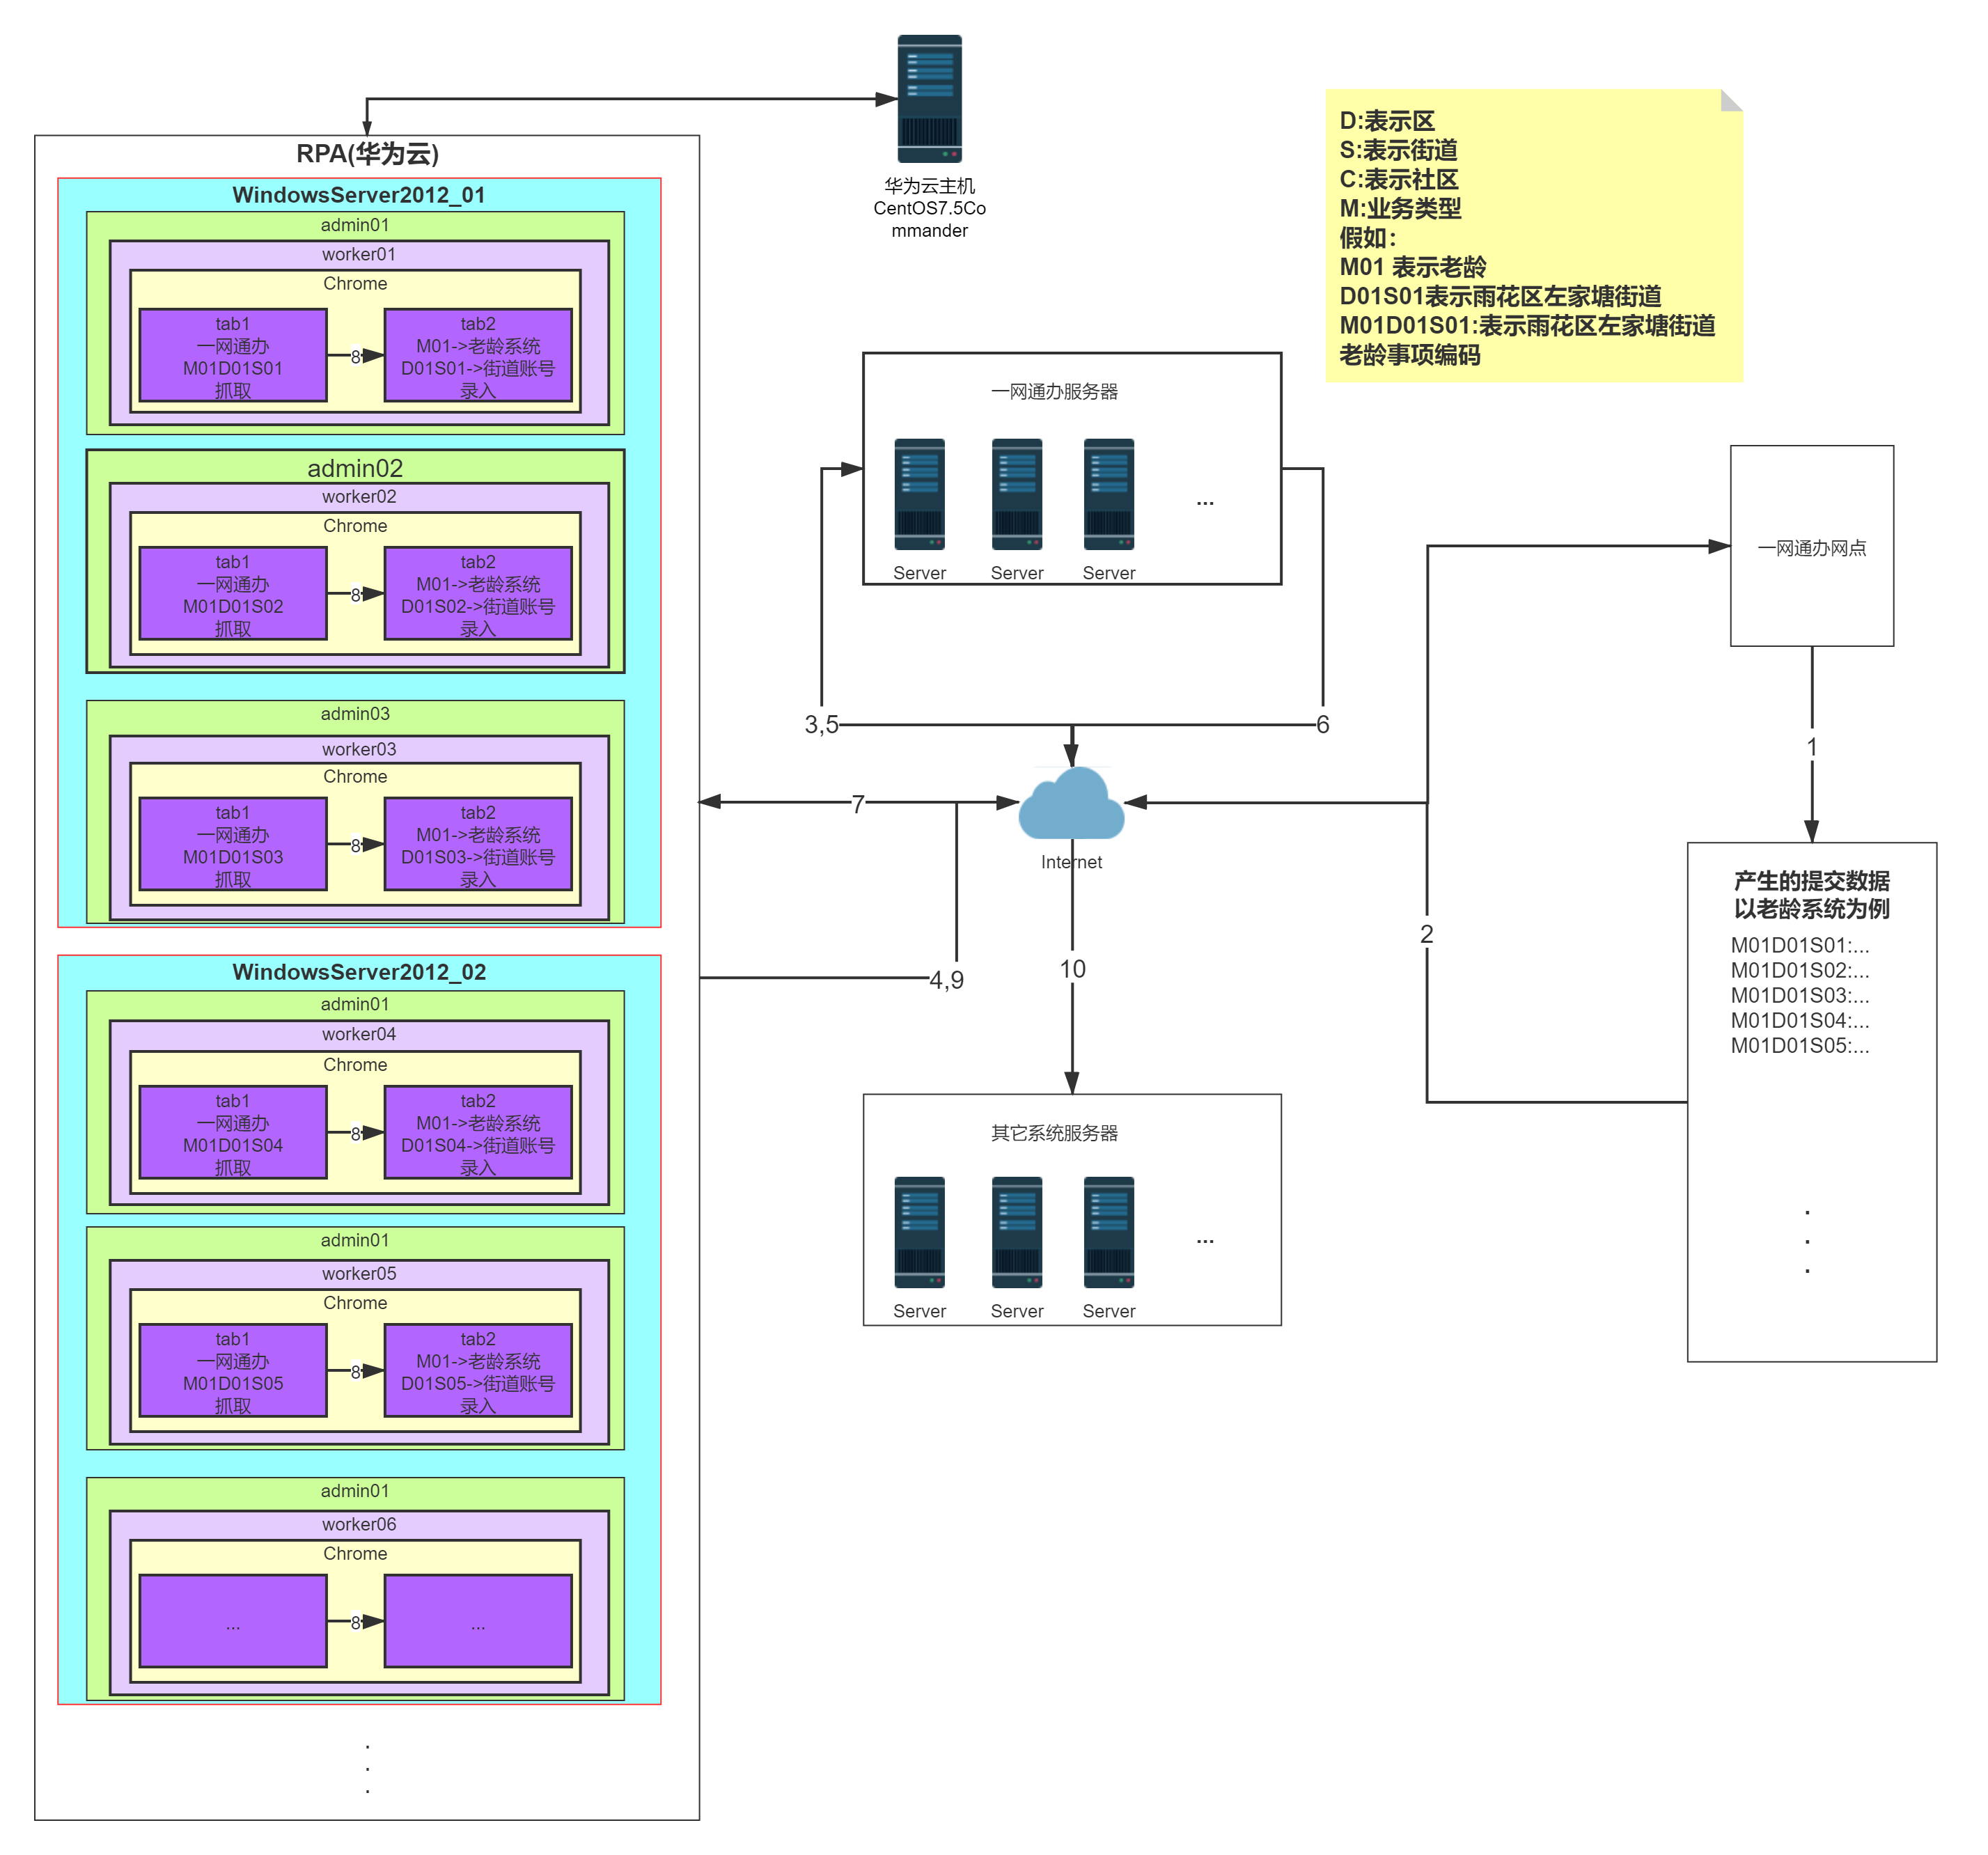 华为云主机
CentOS7.5Co
mmander
RPA(华为云)
WindowsServer2012_01
admin01
worker01
Chrome
tab1
一网通办
M01D01S01
抓取
8
tab2
M01->老龄系统
D01S01->街道账号
录入
admin02
worker02
Chrome
tab1
一网通办
M01D01S02
抓取
8
tab2
M01->老龄系统
D01S02->街道账号
录入
admin03
worker03
Chrome
tab1
一网通办
M01D01S03
抓取
8
tab2
M01->老龄系统
D01S03->街道账号
录入
WindowsServer2012_02
admin01
worker04
Chrome
tab1
一网通办
M01D01S04
抓取
8
tab2
M01->老龄系统
D01S04->街道账号
录入
admin01
worker05
Chrome
tab1
一网通办
M01D01S05
抓取
8
tab2
M01->老龄系统
D01S05->街道账号
录入
admin01
worker06
Chrome
...
8
...
.
.
.
一网通办服务器
Server
Server
Server
...
3,5
6
7
Internet
4,9
10
2
其它系统服务器
Server
Server
Server
...
D:表示区
S:表示街道
C:表示社区
M:业务类型
假如：
M01 表示老龄
D01S01表示雨花区左家塘街道
M01D01S01:表示雨花区左家塘街道
老龄事项编码
一网通办网点
1
产生的提交数据
以老龄系统为例
M01D01S01:...
M01D01S02:...
M01D01S03:...
M01D01S04:...
M01D01S05:...
.
.
.